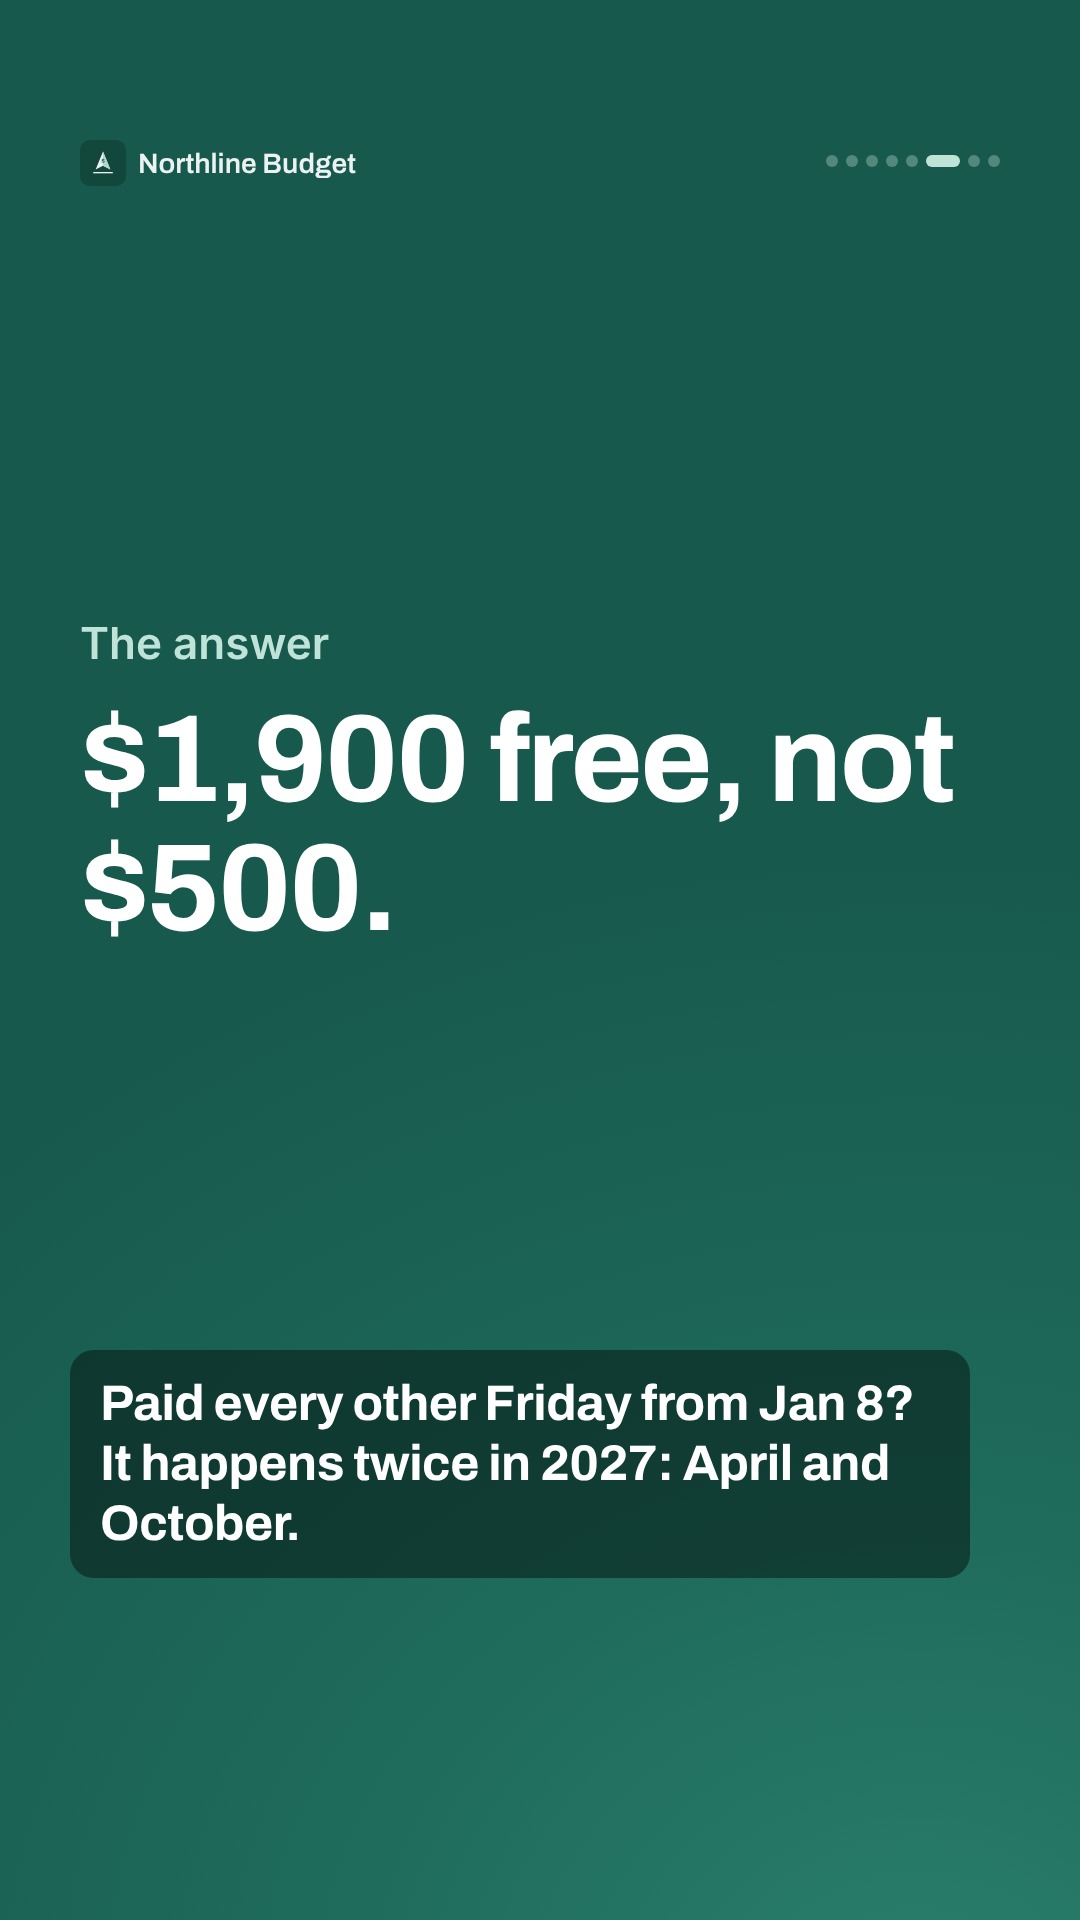 Northline Budget
The answer
$1,900 free, not
$500.
Paid every other Friday from Jan 8?
It happens twice in 2027: April and
October.